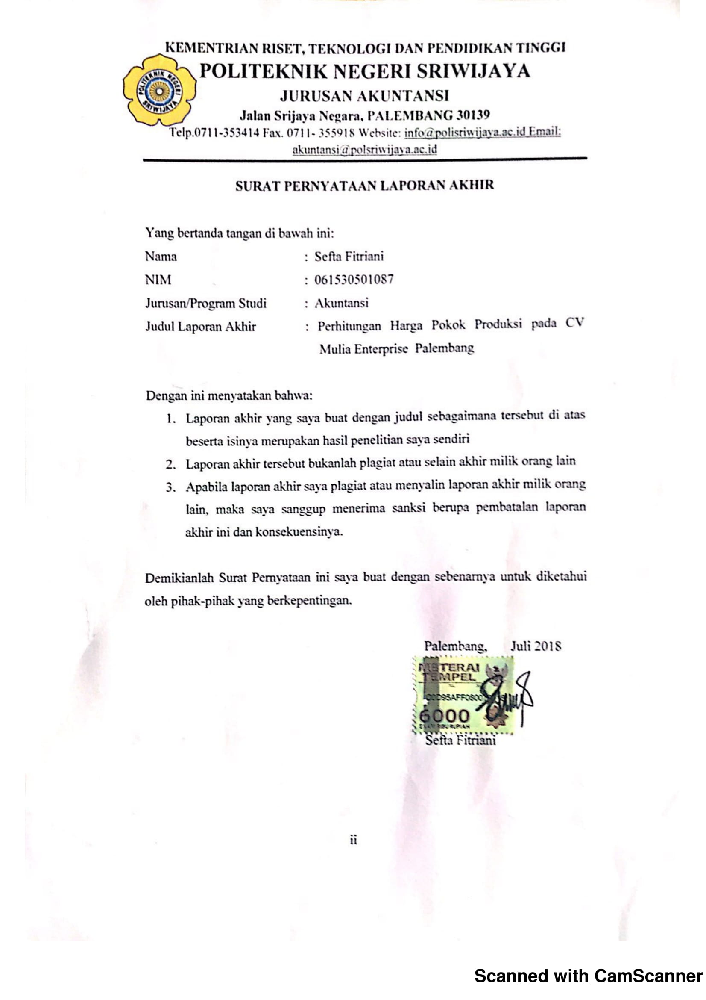 KEMENTRIAN RISET, TEKNOLOGI DAN PENDIDIKAN TINGGI
POLITEKNIK NEGERI SRIWIJAYA
POLITEKNIK NEGERI
SRIWIJAYA
JURUSAN AKUNTANSI
Jalan Srijaya Negara, PALEMBANG 30139
Telp.0711-353414 Fax. 0711- 355918 Website: info@polisriwijaya.ac.id Email:
akuntansi@polsriwijaya.ac.id
SURAT PERNYATAAN LAPORAN AKHIR
Yang bertanda tangan di bawah ini:
Nama : Sefta Fitriani
NIM : 061530501087
Jurusan/Program Studi : Akuntansi
Judul Laporan Akhir : Perhitungan Harga Pokok Produksi pada CV
Mulia Enterprise Palembang
Dengan ini menyatakan bahwa:
1. Laporan akhir yang saya buat dengan judul sebagaimana tersebut di atas
beserta isinya merupakan hasil penelitian saya sendiri
2. Laporan akhir tersebut bukanlah plagiat atau selain akhir milik orang lain
3. Apabila laporan akhir saya plagiat atau menyalin laporan akhir milik orang
lain, maka saya sanggup menerima sanksi berupa pembatalan laporan
akhir ini dan konsekuensinya.
Demikianlah Surat Pernyataan ini saya buat dengan sebenarnya untuk diketahui
oleh pihak-pihak yang berkepentingan.
Palembang, Juli 2018
METERAI
TEMPEL
6000
ENAM RIBU RUPIAH
Sefta Fitriani
ii
Scanned with CamScanner